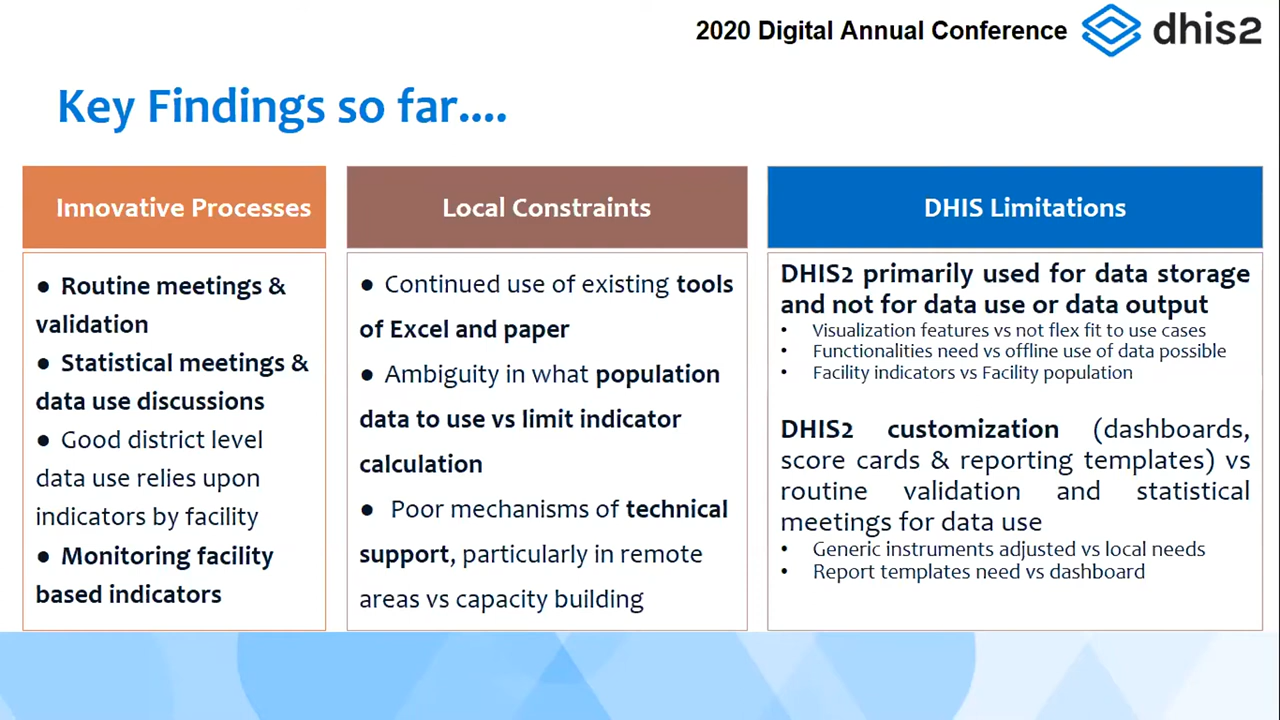 2020 Digital Annual Conference
dhis2
Key Findings so far....
Innovative Processes
● Routine meetings &
validation
● Statistical meetings &
data use discussions
● Good district level
data use relies upon
indicators by facility
● Monitoring facility
based indicators
Local Constraints
● Continued use of existing tools
of Excel and paper
● Ambiguity in what population
data to use vs limit indicator
calculation
● Poor mechanisms of technical
support, particularly in remote
areas vs capacity building
DHIS Limitations
DHIS2 primarily used for data storage
and not for data use or data output
• Visualization features vs not flex fit to use cases
• Functionalities need vs offline use of data possible
• Facility indicators vs Facility population
DHIS2 customization (dashboards,
score cards & reporting templates) vs
routine validation and statistical
meetings for data use
• Generic instruments adjusted vs local needs
• Report templates need vs dashboard